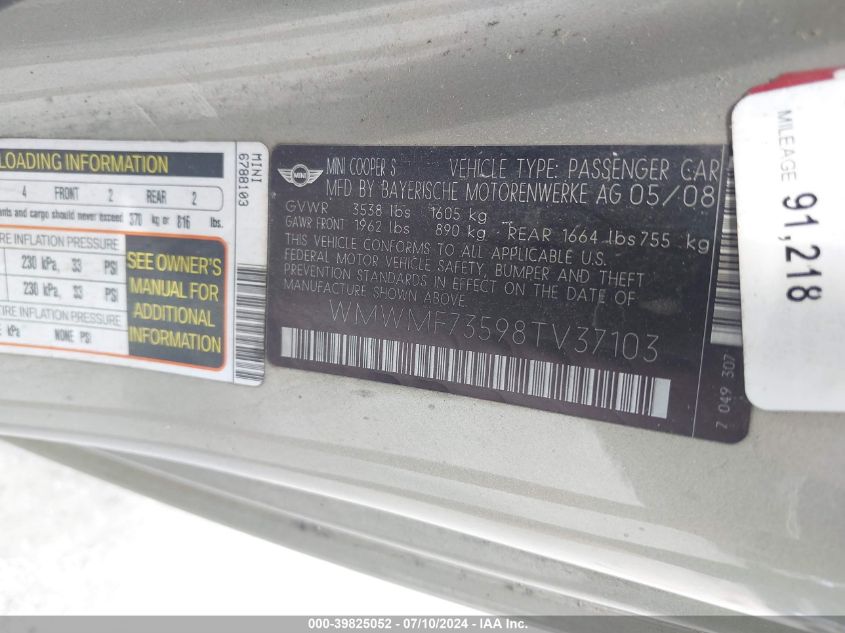 LOADING INFORMATION
4 FRONT 2 REAR 2
ants and cargo should never exceed 370 kg or 816 lbs.
TIRE INFLATION PRESSURE
230 kPa, 33 PSI
230 kPa, 33 PSI
kPa NONE PSI
SEE OWNER'S
MANUAL FOR
ADDITIONAL
INFORMATION
MINI
6788103
MINI
MINI COOPER S VEHICLE TYPE: PASSENGER CAR
MFD BY BAYERISCHE MOTORENWERKE AG 05/08
GVWR 3538 lbs 1605 kg
GAWR FRONT 1962 lbs 890 kg REAR 1664 lbs 755 kg
THIS VEHICLE CONFORMS TO ALL APPLICABLE U.S.
FEDERAL MOTOR VEHICLE SAFETY, BUMPER AND THEFT
PREVENTION STANDARDS IN EFFECT ON THE DATE OF
MANUFACTURE SHOWN ABOVE.
WMWMF73598TV37103
7 049 307
MILEAGE
91,218
000-39825052 - 07/10/2024 - IAA Inc.